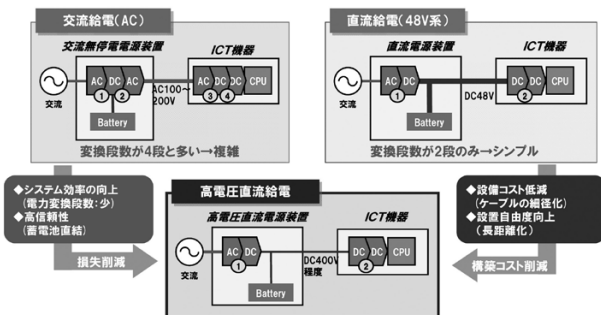 交流給電(AC)
交流無停電電源装置
ICT機器
AC DC AC
AC DC DC CPU
① ②
③ ④
交流
AC100～
200V
Battery
変換段数が4段と多い→複雑
直流給電(48V系)
直流電源装置
ICT機器
AC DC
DC DC CPU
①
②
交流
DC48V
Battery
変換段数が2段のみ→シンプル
◆システム効率の向上
(電力変換段数:少)
◆高信頼性
(蓄電池直結)
損失削減
高電圧直流給電
高電圧直流電源装置
ICT機器
AC DC
DC DC CPU
①
②
交流
DC400V
程度
Battery
◆設備コスト低減
(ケーブルの細径化)
◆設置自由度向上
(長距離化)
構築コスト削減